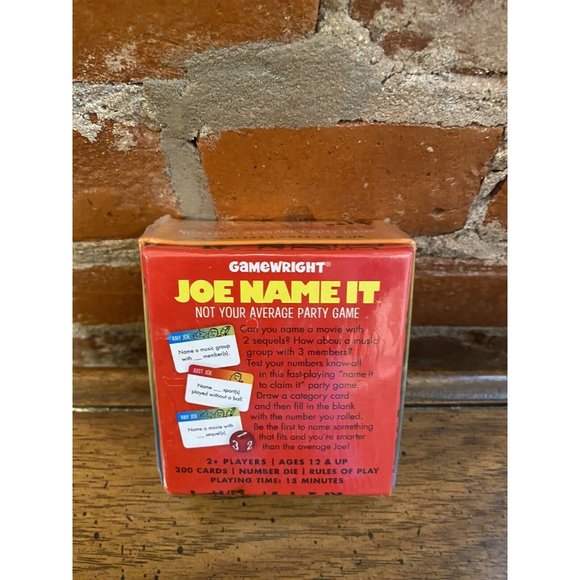 GAMEWRIGHT®
JOE NAME IT
NOT YOUR AVERAGE PARTY GAME
Can you name a movie with
2 sequels? How about a music
group with 3 members?
Test your numbers know-all
in this fast-playing "name it
to claim it" party game.
Draw a category card
and then fill in the blank
with the number you rolled.
Be the first to name something
that fits and you're smarter
than the average Joe!
ANY JOE
Name a music group
with ___ member(s).
JUST JOE
Name ___ sport(s)
played without a ball.
ANY JOE
Name a movie with
___ sequel(s).
3 2
2+ PLAYERS | AGES 12 & UP
200 CARDS | NUMBER DIE | RULES OF PLAY
PLAYING TIME: 15 MINUTES